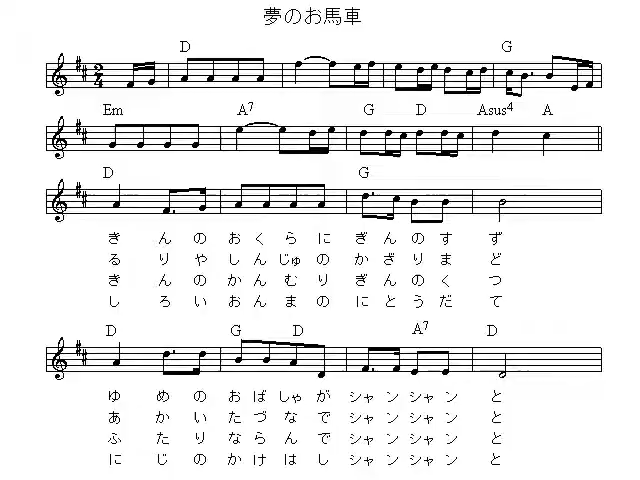 夢のお馬車
D G
Em A7 G D Asus4 A
D G
きんのおくらにぎんのすず
るりやしんじゅのかざりまど
きんのかんむりぎんのくつ
しろいおんまのにとうだて
D G D A7 D
ゆめのおばしゃがシャンシャンと
あかいたづなでシャンシャンと
ふたりならんでシャンシャンと
にじのかけはしシャンシャンと